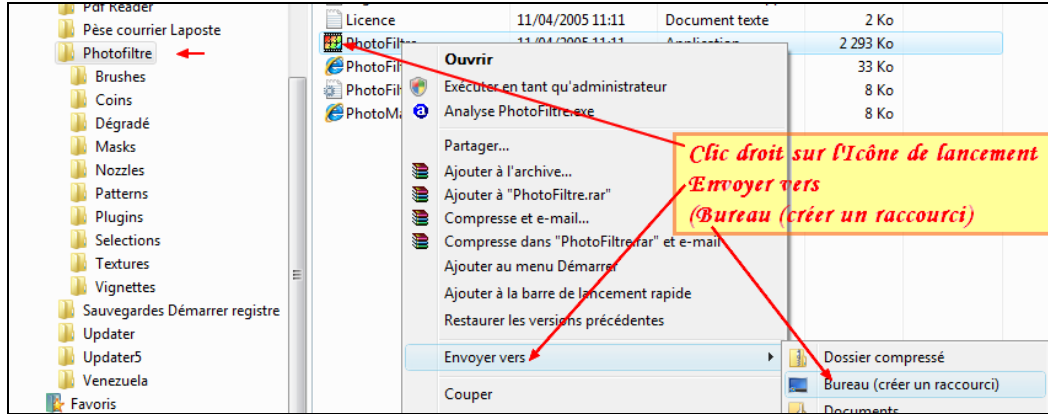 Pdf Reader
Pèse courrier Laposte
Photofiltre
Brushes
Coins
Dégradé
Masks
Nozzles
Patterns
Plugins
Selections
Textures
Vignettes
Sauvegardes Démarrer registre
Updater
Updater5
Venezuela
Favoris
Licence 11/04/2005 11:11 Document texte 2 Ko
PhotoFiltre 11/04/2005 11:11 Application 2 293 Ko
PhotoFil 33 Ko
PhotoFil 8 Ko
PhotoMa 8 Ko
Ouvrir
Exécuter en tant qu'administrateur
Analyse PhotoFiltre.exe
Partager...
Ajouter à l'archive...
Ajouter à "PhotoFiltre.rar"
Compresse et e-mail...
Compresse dans "PhotoFiltre.rar" et e-mail
Ajouter au menu Démarrer
Ajouter à la barre de lancement rapide
Restaurer les versions précédentes
Envoyer vers
Couper
Clic droit sur l'Icône de lancement
Envoyer vers
(Bureau (créer un raccourci)
Dossier compressé
Bureau (créer un raccourci)
Documents